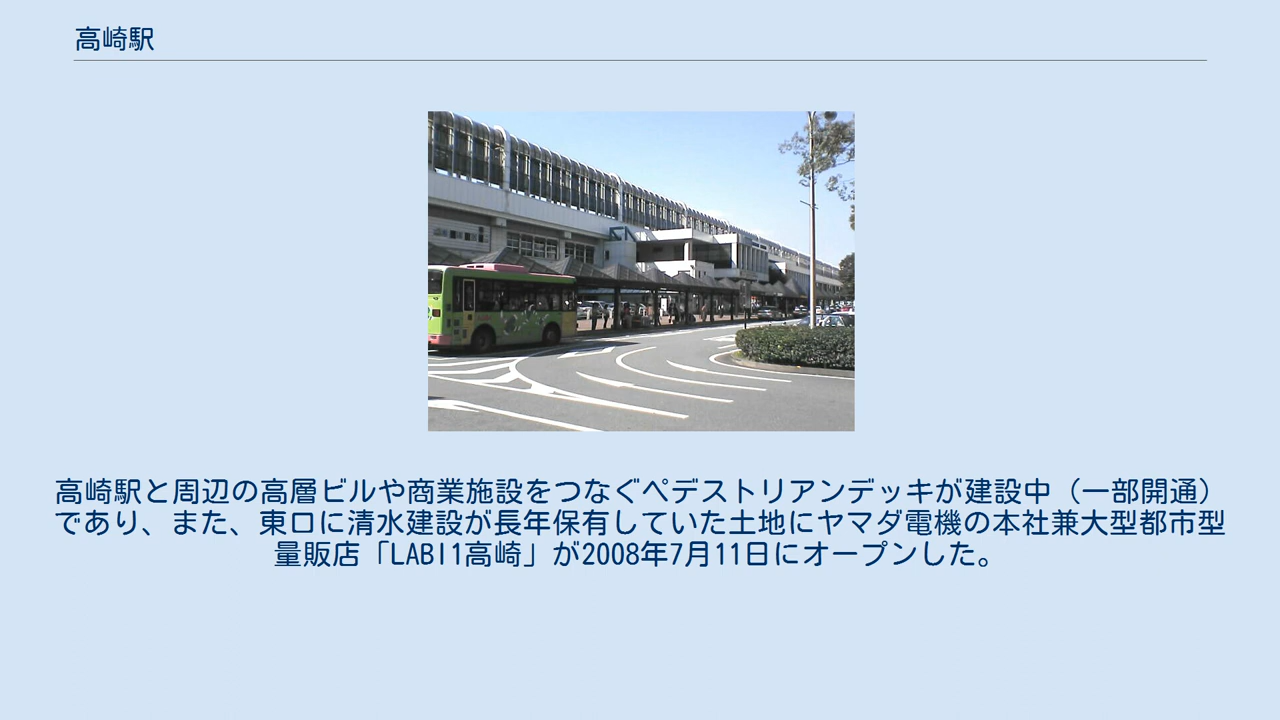 高崎駅
高崎駅と周辺の高層ビルや商業施設をつなぐペデストリアンデッキが建設中（一部開通）
であり、また、東口に清水建設が長年保有していた土地にヤマダ電機の本社兼大型都市型
量販店「LABI1高崎」が2008年7月11日にオープンした。